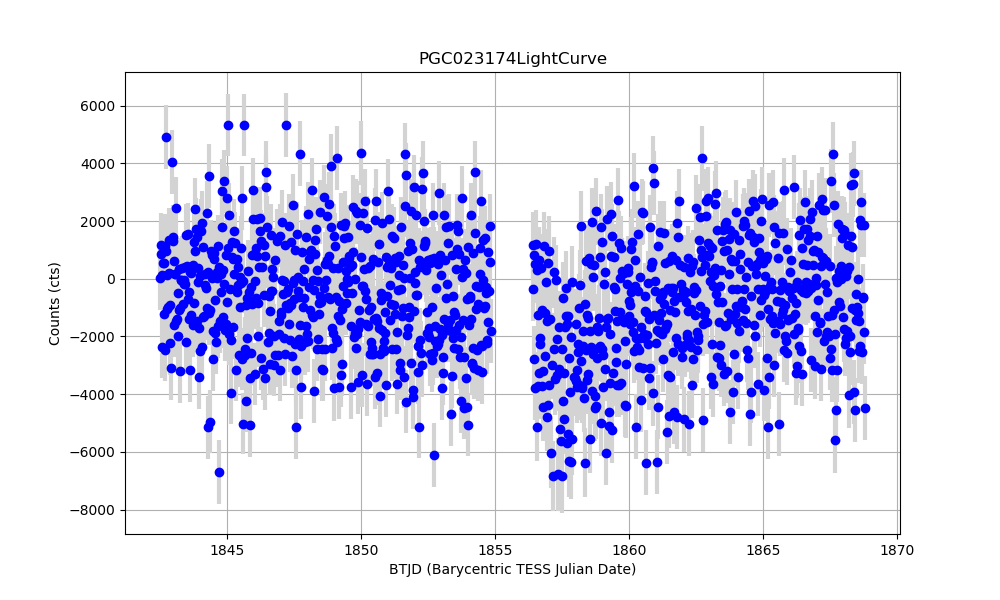 PGC023174LightCurve
6000
4000
2000
0
−2000
−4000
−6000
−8000
Counts (cts)
1845 1850 1855 1860 1865 1870
BTJD (Barycentric TESS Julian Date)